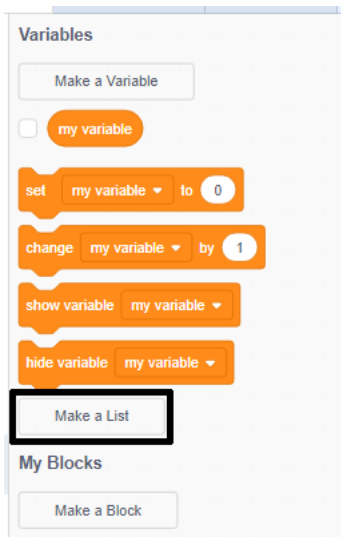 Variables
Make a Variable
my variable
set my variable to 0
change my variable by 1
show variable my variable
hide variable my variable
Make a List
My Blocks
Make a Block